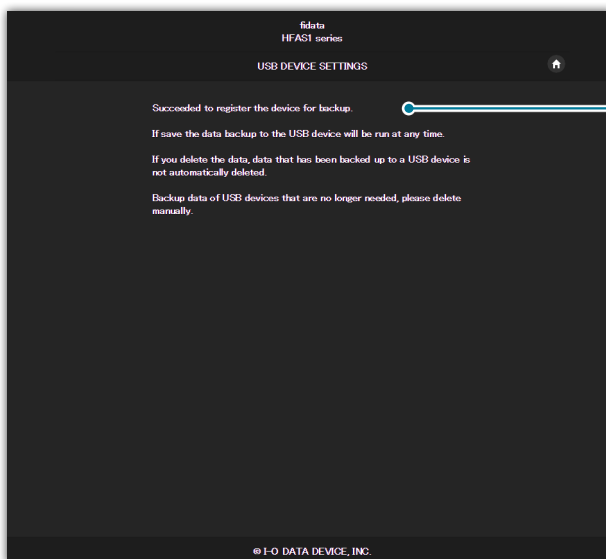 fidata
HFAS1 series
USB DEVICE SETTINGS
Succeeded to register the device for backup.
If save the data backup to the USB device will be run at any time.
If you delete the data, data that has been backed up to a USB device is
not automatically deleted.
Backup data of USB devices that are no longer needed, please delete
manually.
© I-O DATA DEVICE, INC.